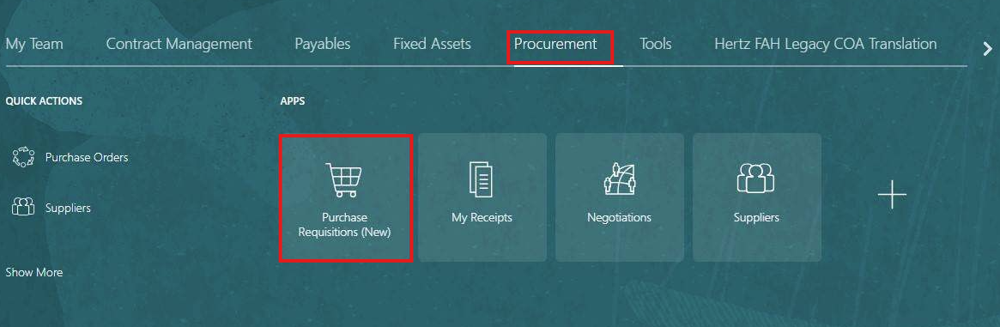 My Team Contract Management Payables Fixed Assets Procurement Tools Hertz FAH Legacy COA Translation
QUICK ACTIONS
Purchase Orders
Suppliers
Show More
APPS
Purchase
Requisitions (New)
My Receipts
Negotiations
Suppliers